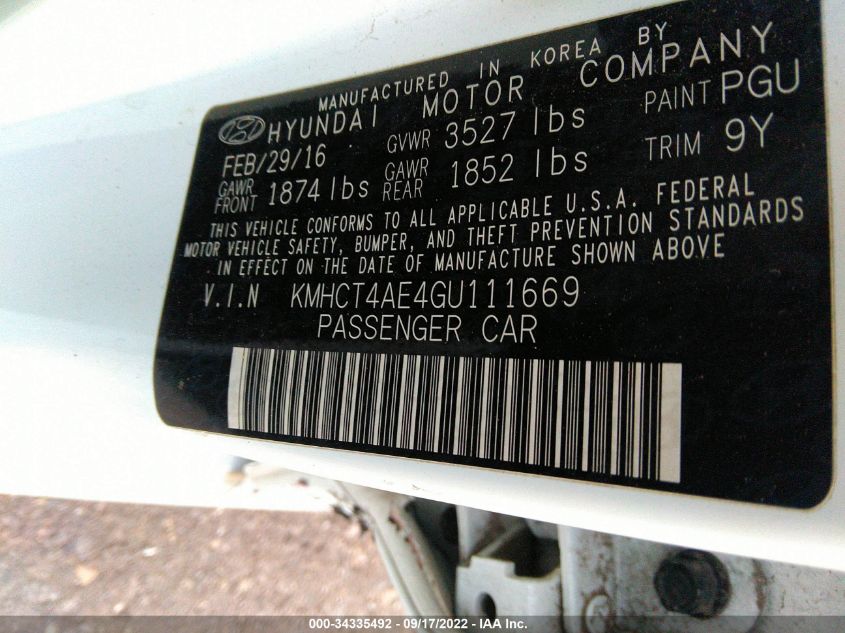 MANUFACTURED IN KOREA BY
HYUNDAI MOTOR COMPANY
FEB/29/16 GVWR 3527 lbs PAINT PGU
GAWR FRONT 1874 lbs GAWR REAR 1852 lbs TRIM 9Y
THIS VEHICLE CONFORMS TO ALL APPLICABLE U.S.A. FEDERAL
MOTOR VEHICLE SAFETY, BUMPER, AND THEFT PREVENTION STANDARDS
IN EFFECT ON THE DATE OF MANUFACTURE SHOWN ABOVE
V.I.N KMHCT4AE4GU111669
PASSENGER CAR
000-34335492 - 09/17/2022 - IAA Inc.